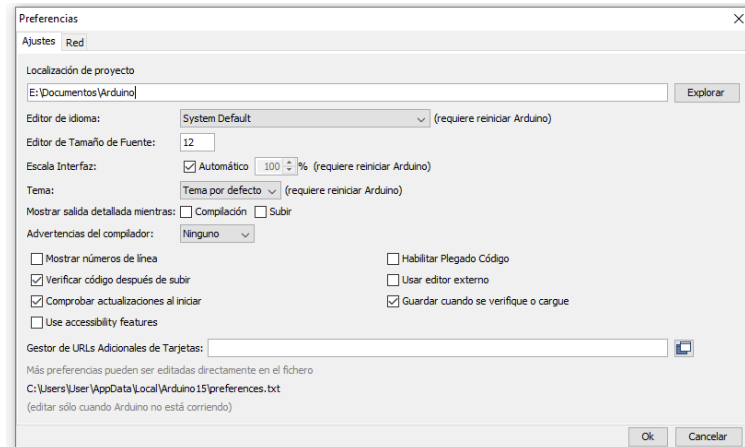 Preferencias
Ajustes Red
Localización de proyecto
E:\Documentos\Arduino Explorar
Editor de idioma: System Default (requiere reiniciar Arduino)
Editor de Tamaño de Fuente: 12
Escala Interfaz: Automático 100 % (requiere reiniciar Arduino)
Tema: Tema por defecto (requiere reiniciar Arduino)
Mostrar salida detallada mientras: Compilación Subir
Advertencias del compilador: Ninguno
Mostrar números de línea Habilitar Plegado Código
Verificar código después de subir Usar editor externo
Comprobar actualizaciones al iniciar Guardar cuando se verifique o cargue
Use accessibility features
Gestor de URLs Adicionales de Tarjetas:
Más preferencias pueden ser editadas directamente en el fichero
C:\Users\User\AppData\Local\Arduino15\preferences.txt
(editar sólo cuando Arduino no está corriendo)
Ok Cancelar